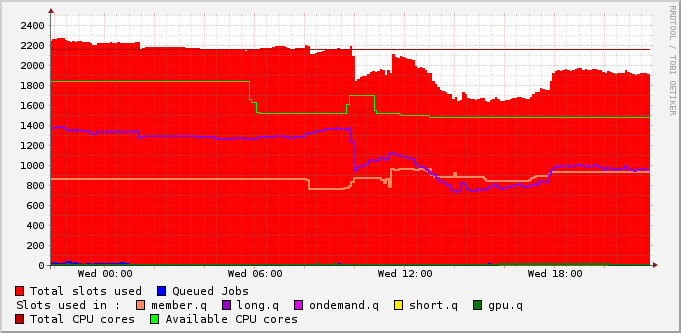 2400
2200
2000
1800
1600
1400
1200
1000
800
600
400
200
0
Wed 00:00 Wed 06:00 Wed 12:00 Wed 18:00
Total slots used Queued Jobs
Slots used in : member.q long.q ondemand.q short.q gpu.q
Total CPU cores Available CPU cores
RRDTOOL / TOBI OETIKER